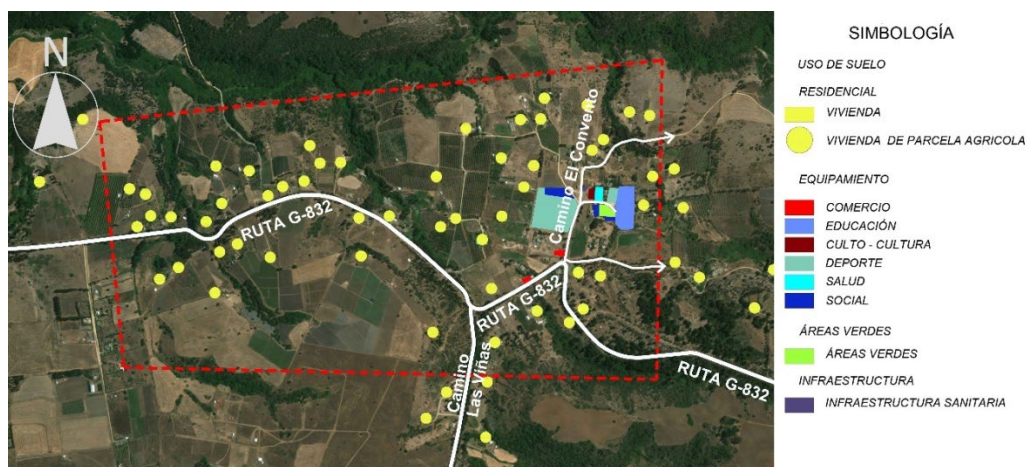 N
RUTA G-832
Camino El Convento
RUTA G-832
Camino
Las Viñas
RUTA G-832
SIMBOLOGÍA
USO DE SUELO
RESIDENCIAL
VIVIENDA
VIVIENDA DE PARCELA AGRICOLA
EQUIPAMIENTO
COMERCIO
EDUCACIÓN
CULTO - CULTURA
DEPORTE
SALUD
SOCIAL
ÁREAS VERDES
ÁREAS VERDES
INFRAESTRUCTURA
INFRAESTRUCTURA SANITARIA